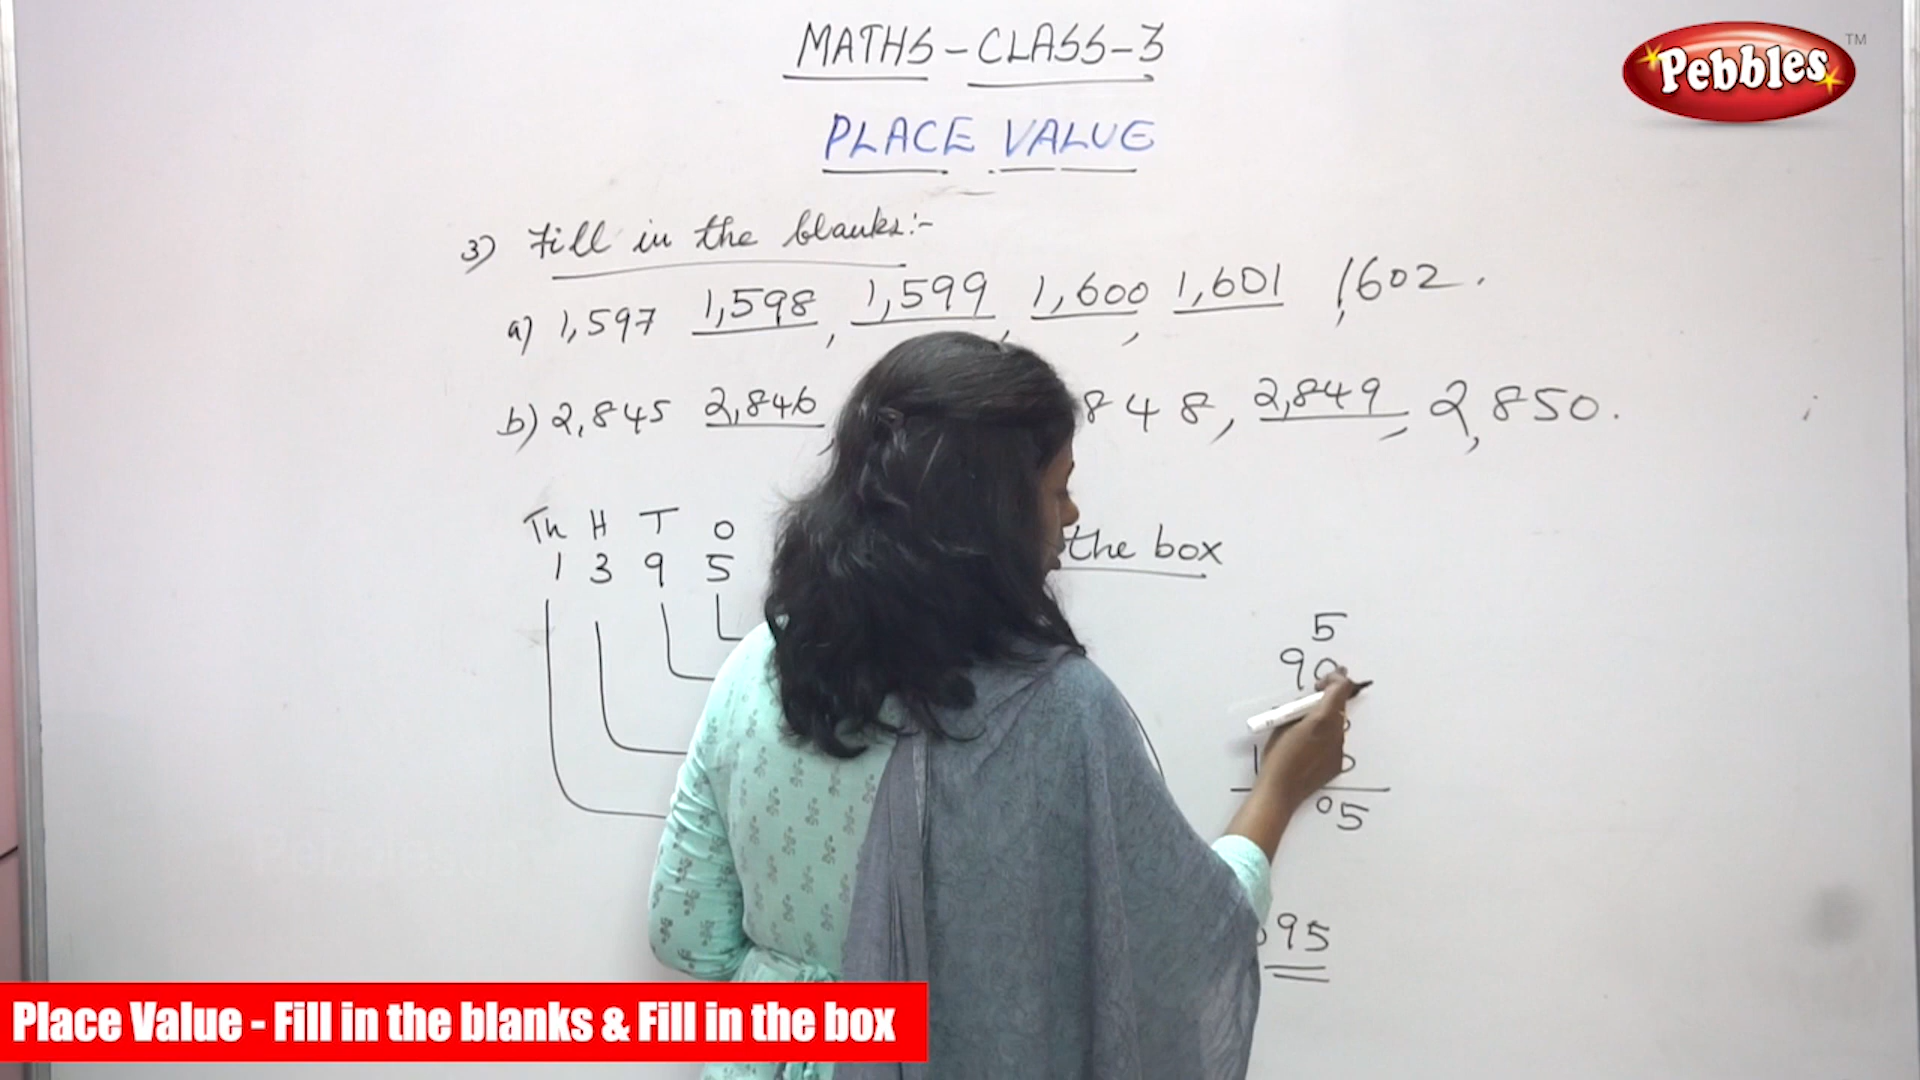 MATHS - CLASS - 3
Pebbles TM
PLACE VALUE
3) Fill in the blanks:-
a) 1,597 1,598, 1,599, 1,600, 1,601 1,602.
b) 2,845 2,846, 848, 2,849, 2,850.
Th H T O
1 3 9 5
the box
5
90
05
95
Place Value - Fill in the blanks & Fill in the box